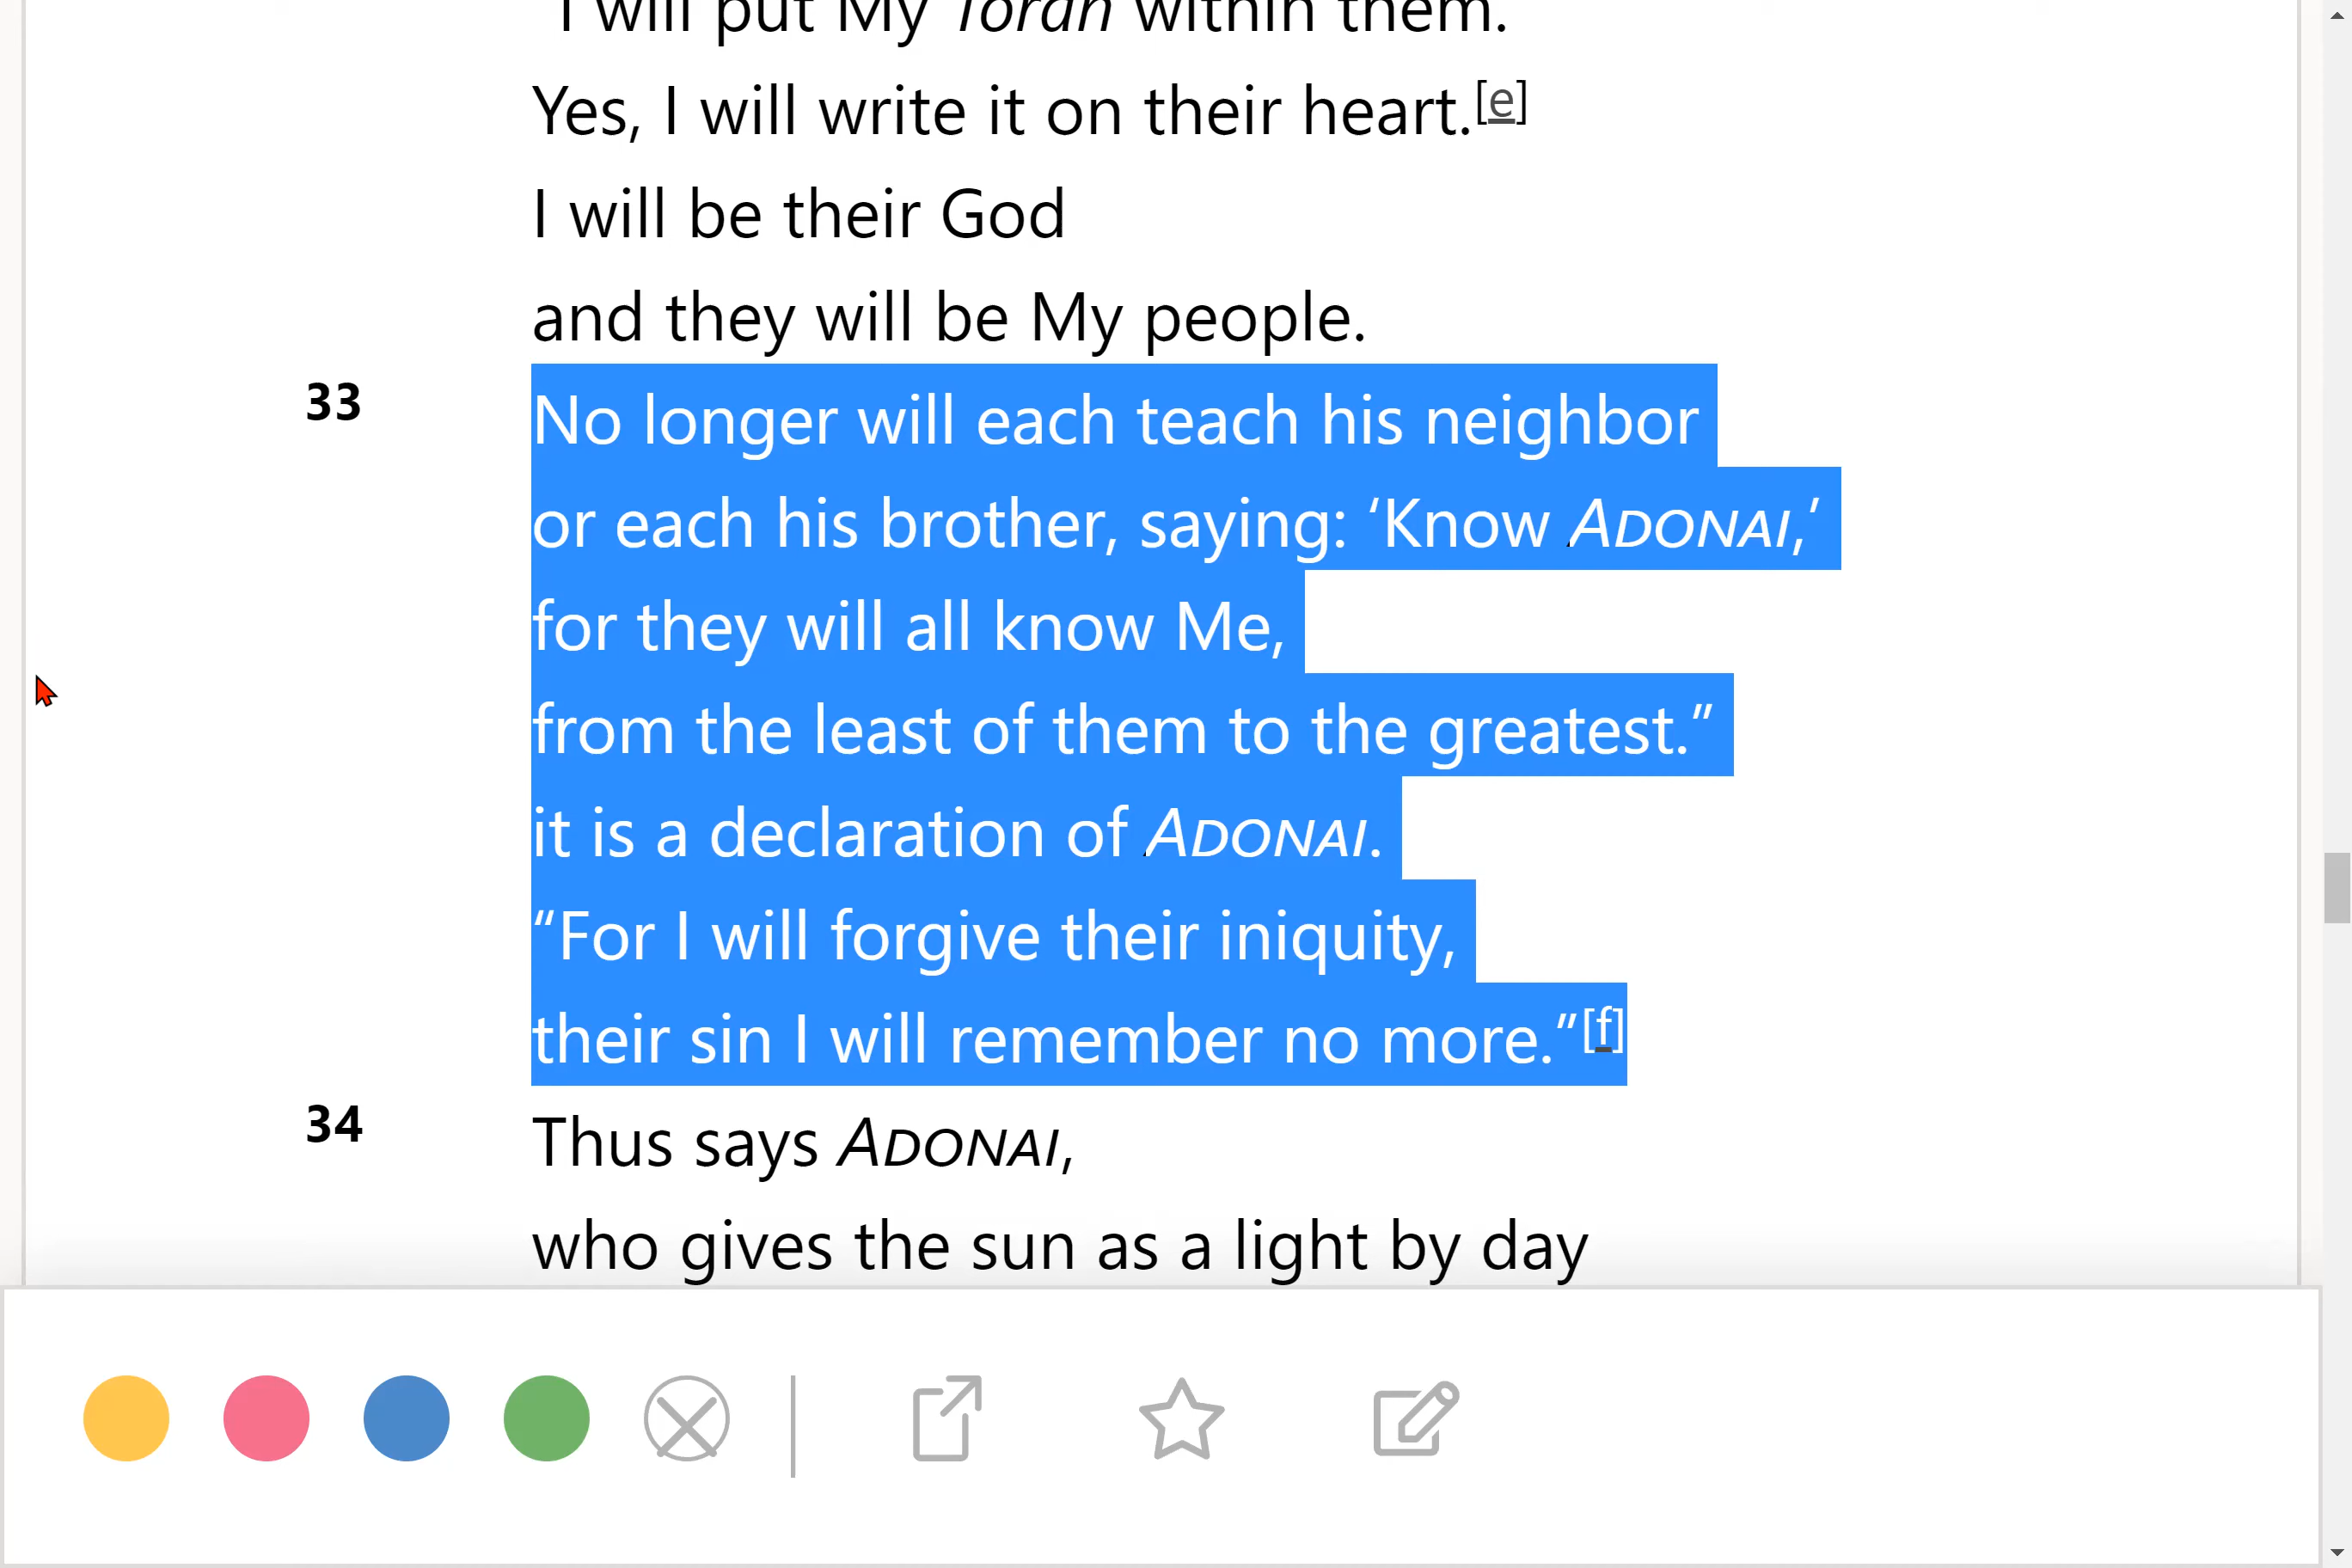 I will put My Torah within them.
Yes, I will write it on their heart.[e]
I will be their God
and they will be My people.
33 No longer will each teach his neighbor
or each his brother, saying: ‘Know ADONAI,’
for they will all know Me,
from the least of them to the greatest.”
it is a declaration of ADONAI.
“For I will forgive their iniquity,
their sin I will remember no more.”[f]
34 Thus says ADONAI,
who gives the sun as a light by day